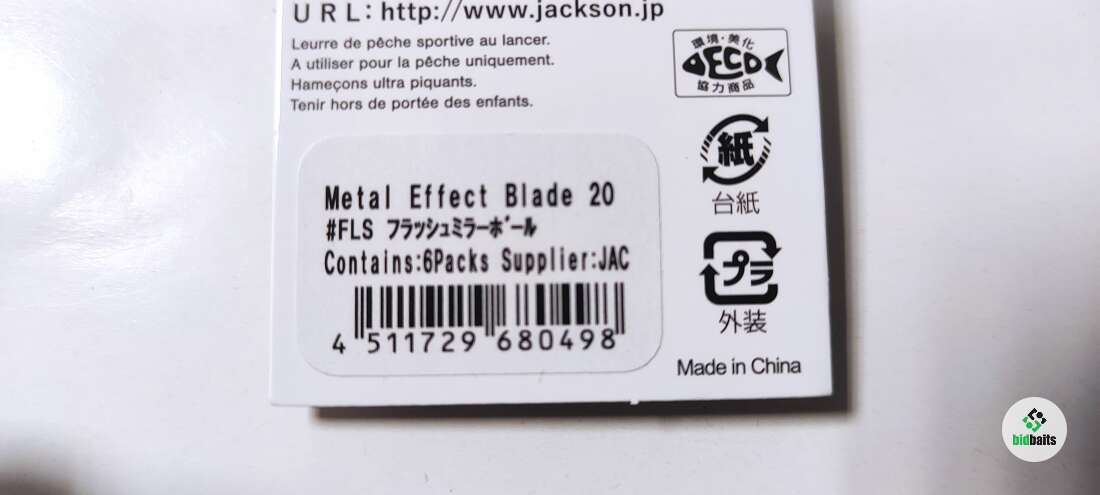 URL: http://www.jackson.jp
Leurre de pêche sportive au lancer.
A utiliser pour la pêche uniquement.
Hameçons ultra piquants.
Tenir hors de portée des enfants.
環境・美化
ECO
協力商品
紙
台紙
プラ
外装
Made in China
Metal Effect Blade 20
#FLS フラッシュミラーボール
Contains:6Packs Supplier:JAC
4 511729 680498
bidbaits